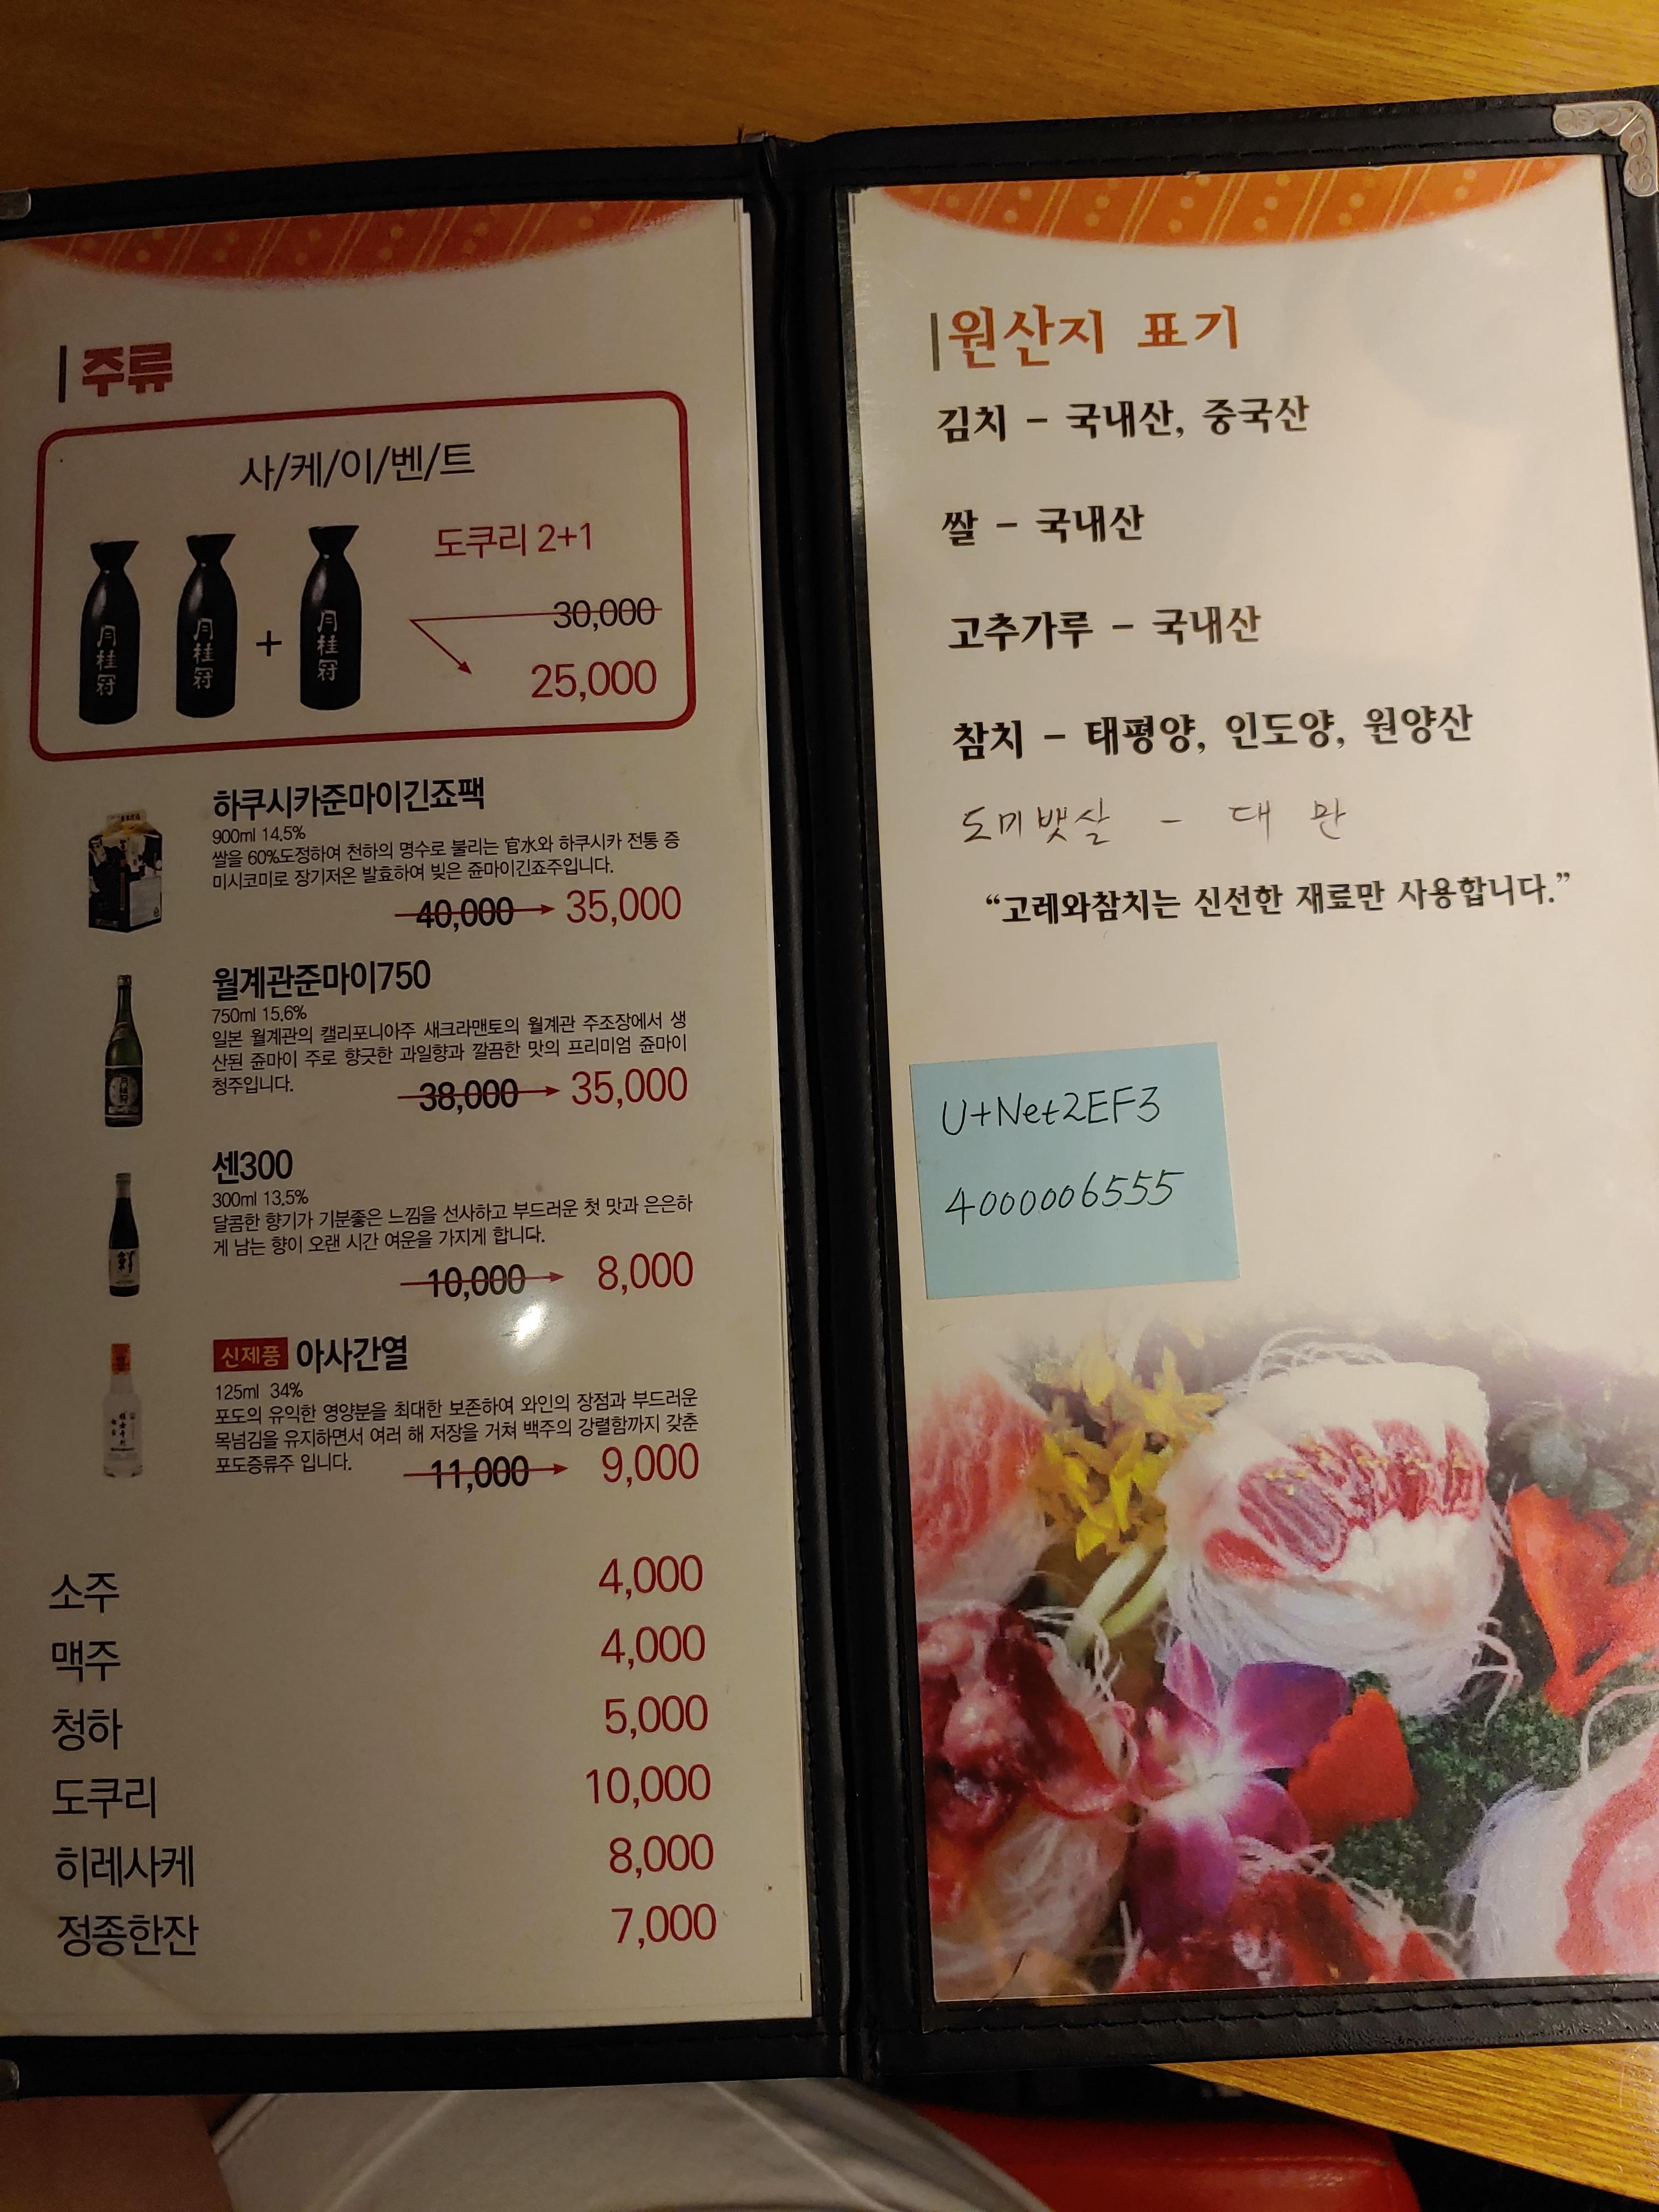 주류
사/케/이/벤/트
도쿠리 2+1
30,000
25,000
月桂冠
月桂冠
+
月桂冠
하쿠시카준마이긴죠팩
900ml 14.5%
쌀을 60%도정하여 천하의 명수로 불리는 官水와 하쿠시카 전통 증
미시코미로 장기저온 발효하여 빚은 쥰마이긴죠주입니다.
40,000 35,000
월계관준마이750
750ml 15.6%
일본 월계관의 캘리포니아주 새크라맨토의 월계관 주조장에서 생
산된 쥰마이 주로 향긋한 과일향과 깔끔한 맛의 프리미엄 쥰마이
청주입니다.
38,000 35,000
센300
300ml 13.5%
달콤한 향기가 기분좋은 느낌을 선사하고 부드러운 첫 맛과 은은하
게 남는 향이 오랜 시간 여운을 가지게 합니다.
10,000 8,000
신제품 아사간열
125ml 34%
포도의 유익한 영양분을 최대한 보존하여 와인의 장점과 부드러운
목넘김을 유지하면서 여러 해 저장을 거쳐 백주의 강렬함까지 갖춘
포도증류주 입니다.
11,000 9,000
소주 4,000
맥주 4,000
청하 5,000
도쿠리 10,000
히레사케 8,000
정종한잔 7,000
원산지 표기
김치 - 국내산, 중국산
쌀 - 국내산
고추가루 - 국내산
참치 - 태평양, 인도양, 원양산
도미뱃살 - 대만
“고레와참치는 신선한 재료만 사용합니다.”
U+Net2EF3
4000006555